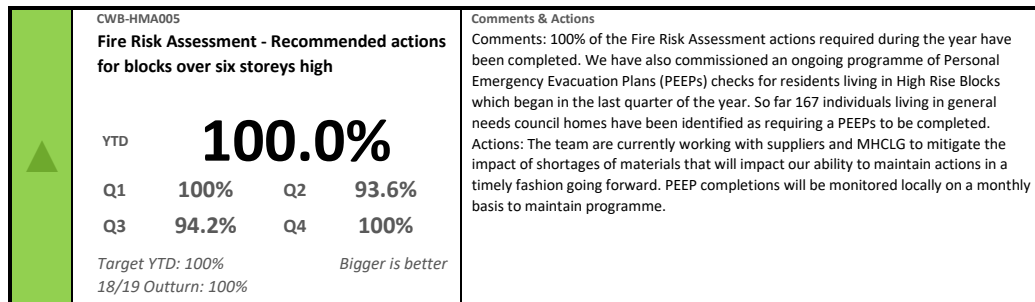 CWB-HMA005
Fire Risk Assessment - Recommended actions
for blocks over six storeys high
YTD 100.0%
Q1 100% Q2 93.6%
Q3 94.2% Q4 100%
Target YTD: 100% Bigger is better
18/19 Outturn: 100%
Comments & Actions
Comments: 100% of the Fire Risk Assessment actions required during the year have
been completed. We have also commissioned an ongoing programme of Personal
Emergency Evacuation Plans (PEEPs) checks for residents living in High Rise Blocks
which began in the last quarter of the year. So far 167 individuals living in general
needs council homes have been identified as requiring a PEEPs to be completed.
Actions: The team are currently working with suppliers and MHCLG to mitigate the
impact of shortages of materials that will impact our ability to maintain actions in a
timely fashion going forward. PEEP completions will be monitored locally on a monthly
basis to maintain programme.